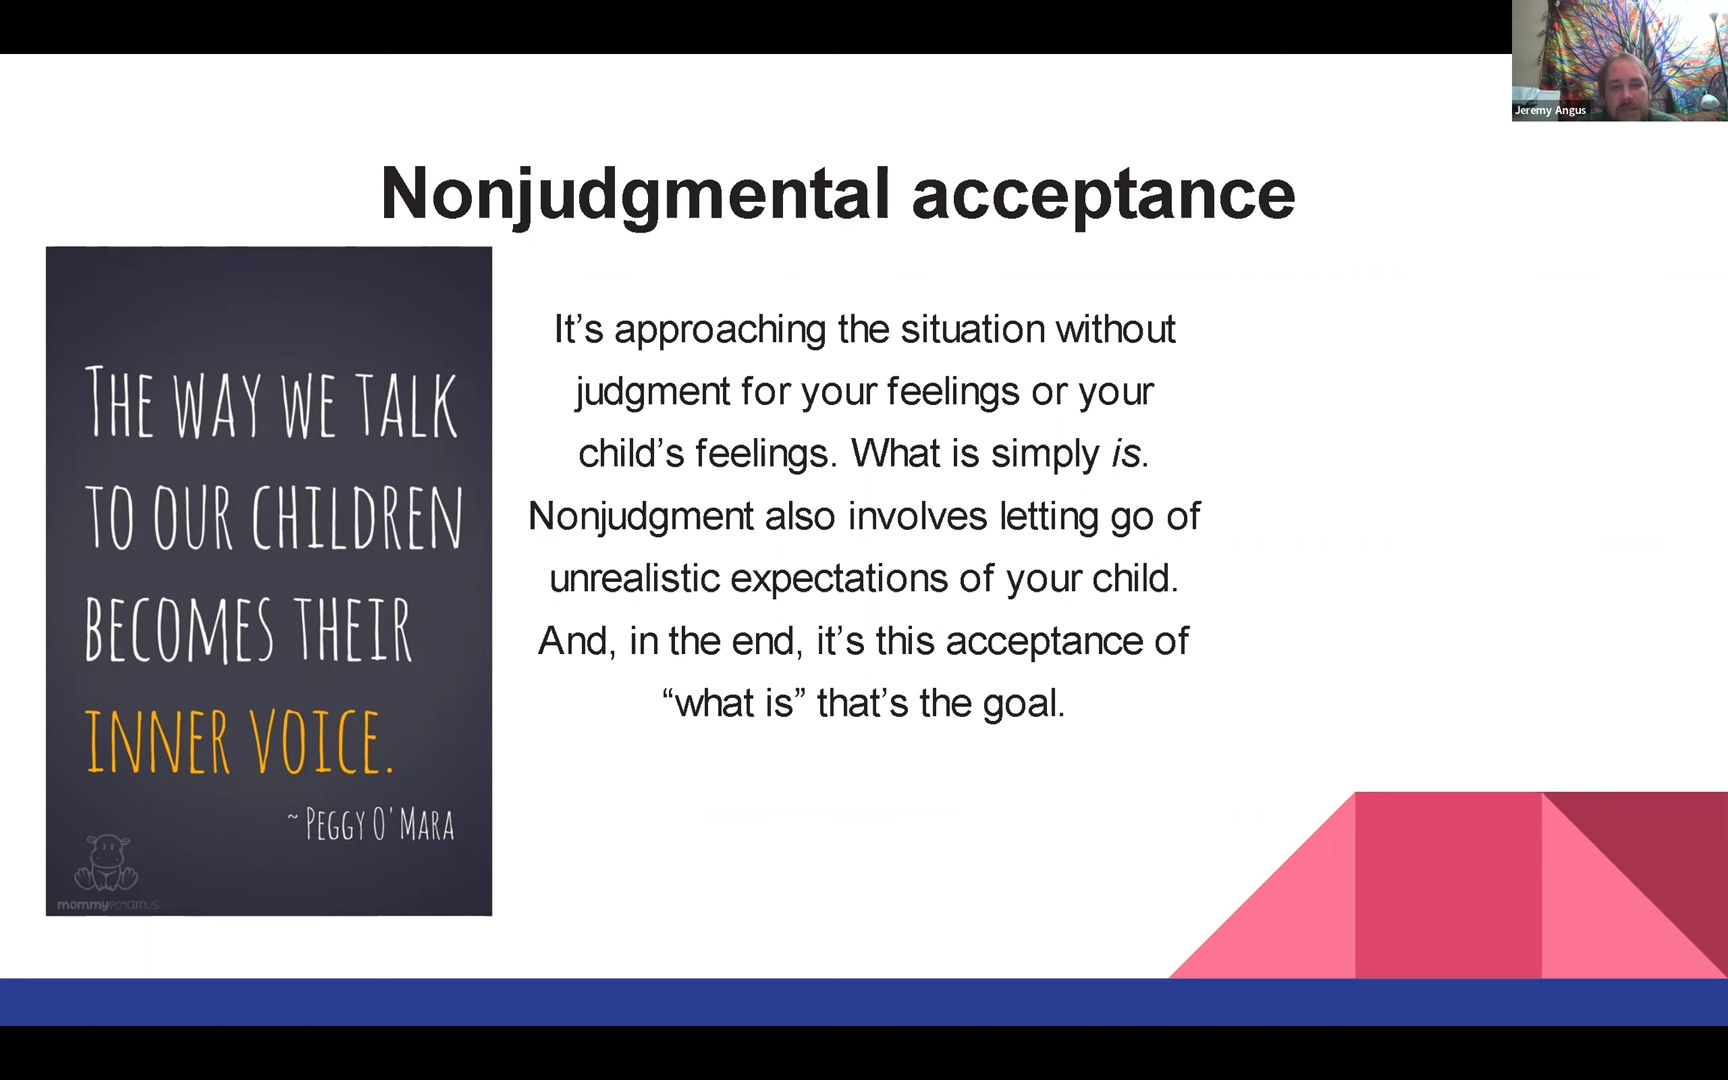 Jeremy Angus
Nonjudgmental acceptance
THE WAY WE TALK
TO OUR CHILDREN
BECOMES THEIR
INNER VOICE.
~ PEGGY O'MARA
mommypotamus
It’s approaching the situation without
judgment for your feelings or your
child’s feelings. What is simply is.
Nonjudgment also involves letting go of
unrealistic expectations of your child.
And, in the end, it’s this acceptance of
“what is” that’s the goal.